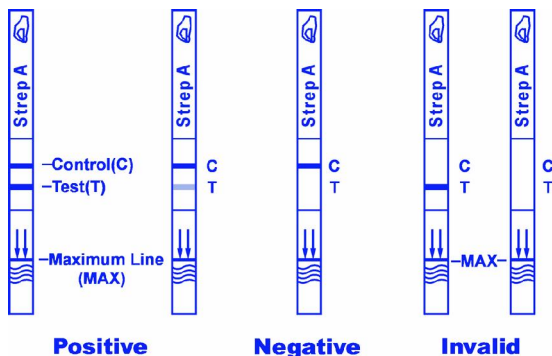 Strep A
Strep A
Strep A
Strep A
Strep A
–Control(C)
–Test(T)
C
T
C
T
C
T
C
T
–Maximum Line
(MAX)
–MAX–
Positive
Negative
Invalid